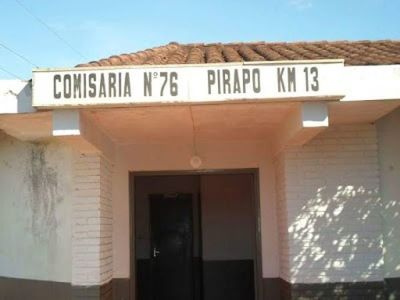 COMISARIA N°76 PIRAPO KM 13